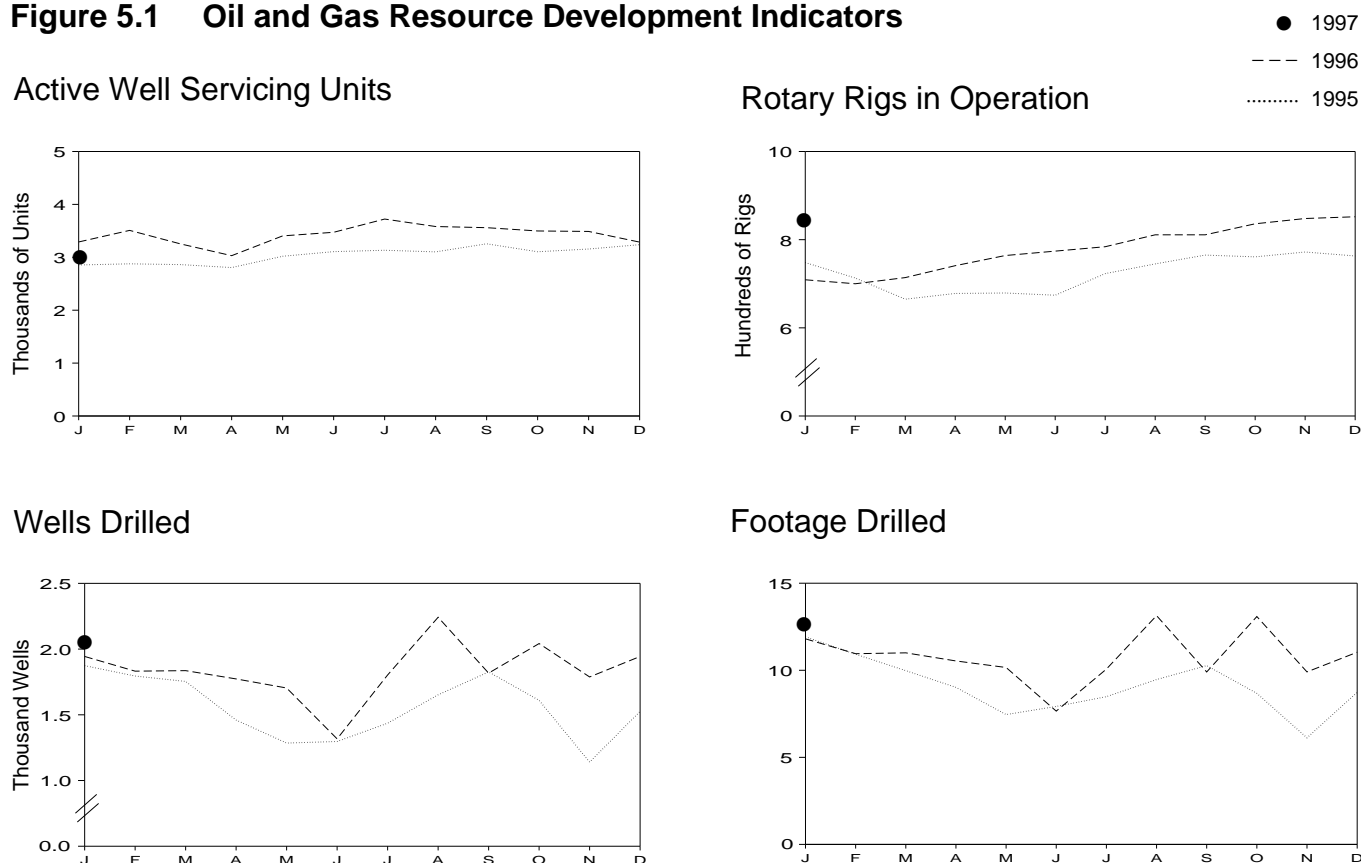 Figure 5.1 Oil and Gas Resource Development Indicators
1997
1996
1995
Active Well Servicing Units
Thousands of Units
5
4
3
2
1
0
J F M A M J J A S O N D
Rotary Rigs in Operation
Hundreds of Rigs
10
8
6
0
J F M A M J J A S O N D
Wells Drilled
Thousand Wells
2.5
2.0
1.5
1.0
0.0
J F M A M J J A S O N D
Footage Drilled
15
10
5
0
J F M A M J J A S O N D